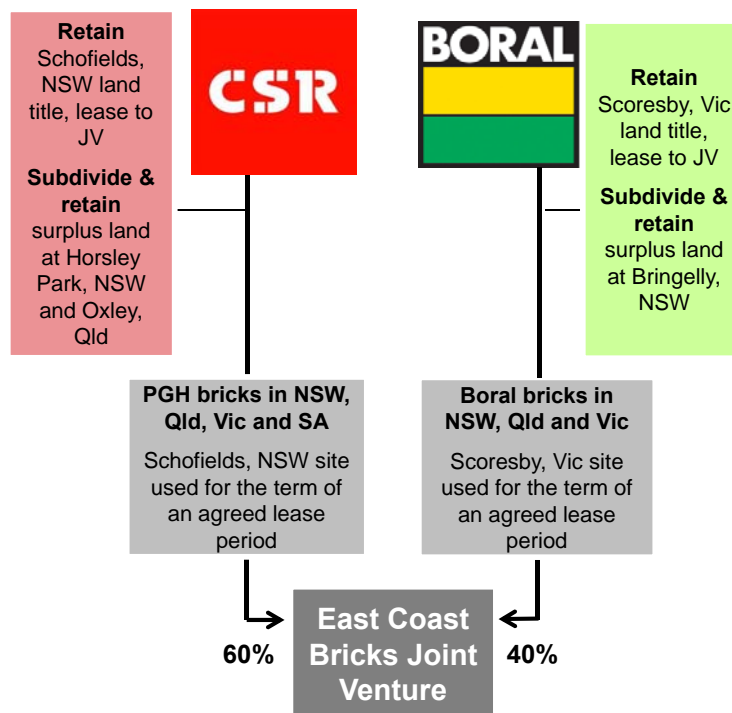 Retain
Schofields,
NSW land
title, lease to
JV
Subdivide &
retain
surplus land
at Horsley
Park, NSW
and Oxley,
Qld
CSR
BORAL
Retain
Scoresby, Vic
land title,
lease to JV
Subdivide &
retain
surplus land
at Bringelly,
NSW
PGH bricks in NSW,
Qld, Vic and SA
Schofields, NSW site
used for the term of
an agreed lease
period
Boral bricks in
NSW, Qld and Vic
Scoresby, Vic site
used for the term of
an agreed lease
period
60%
East Coast
Bricks Joint
Venture
40%